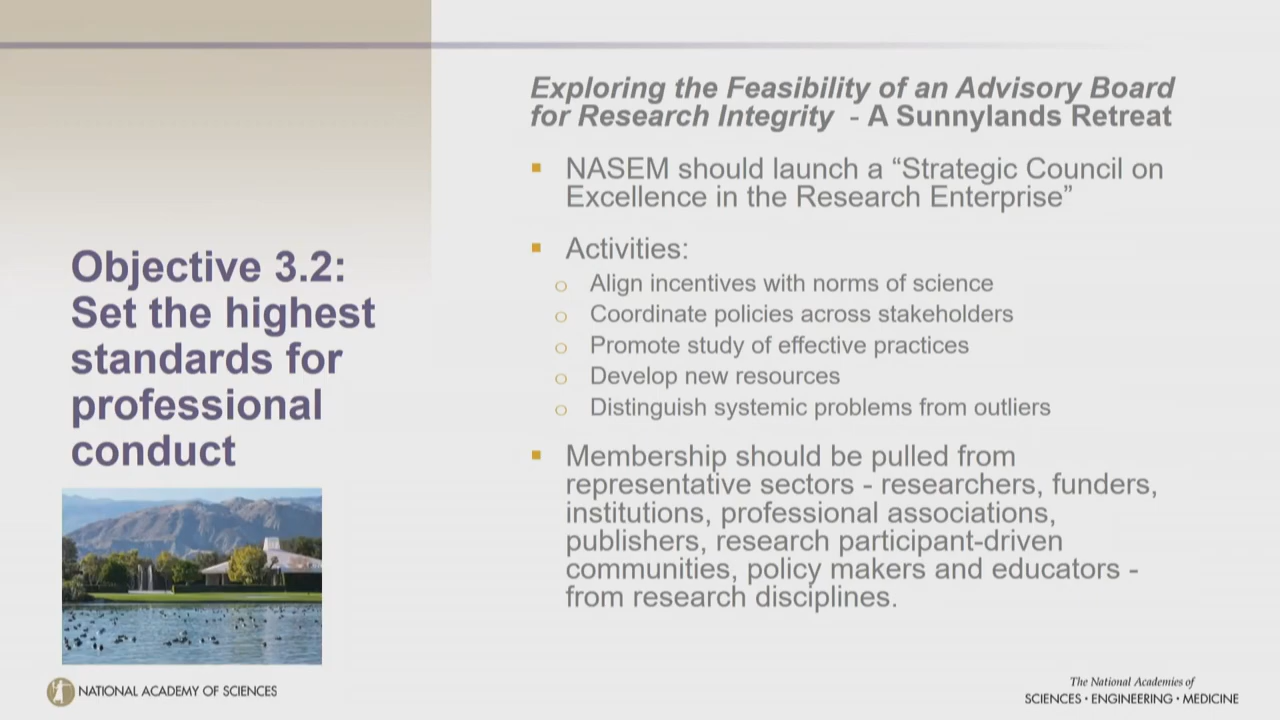 Objective 3.2:
Set the highest
standards for
professional
conduct
NATIONAL ACADEMY OF SCIENCES
Exploring the Feasibility of an Advisory Board
for Research Integrity - A Sunnylands Retreat
▪ NASEM should launch a “Strategic Council on
Excellence in the Research Enterprise”
▪ Activities:
o Align incentives with norms of science
o Coordinate policies across stakeholders
o Promote study of effective practices
o Develop new resources
o Distinguish systemic problems from outliers
▪ Membership should be pulled from
representative sectors - researchers, funders,
institutions, professional associations,
publishers, research participant-driven
communities, policy makers and educators -
from research disciplines.
The National Academies of
SCIENCES · ENGINEERING · MEDICINE